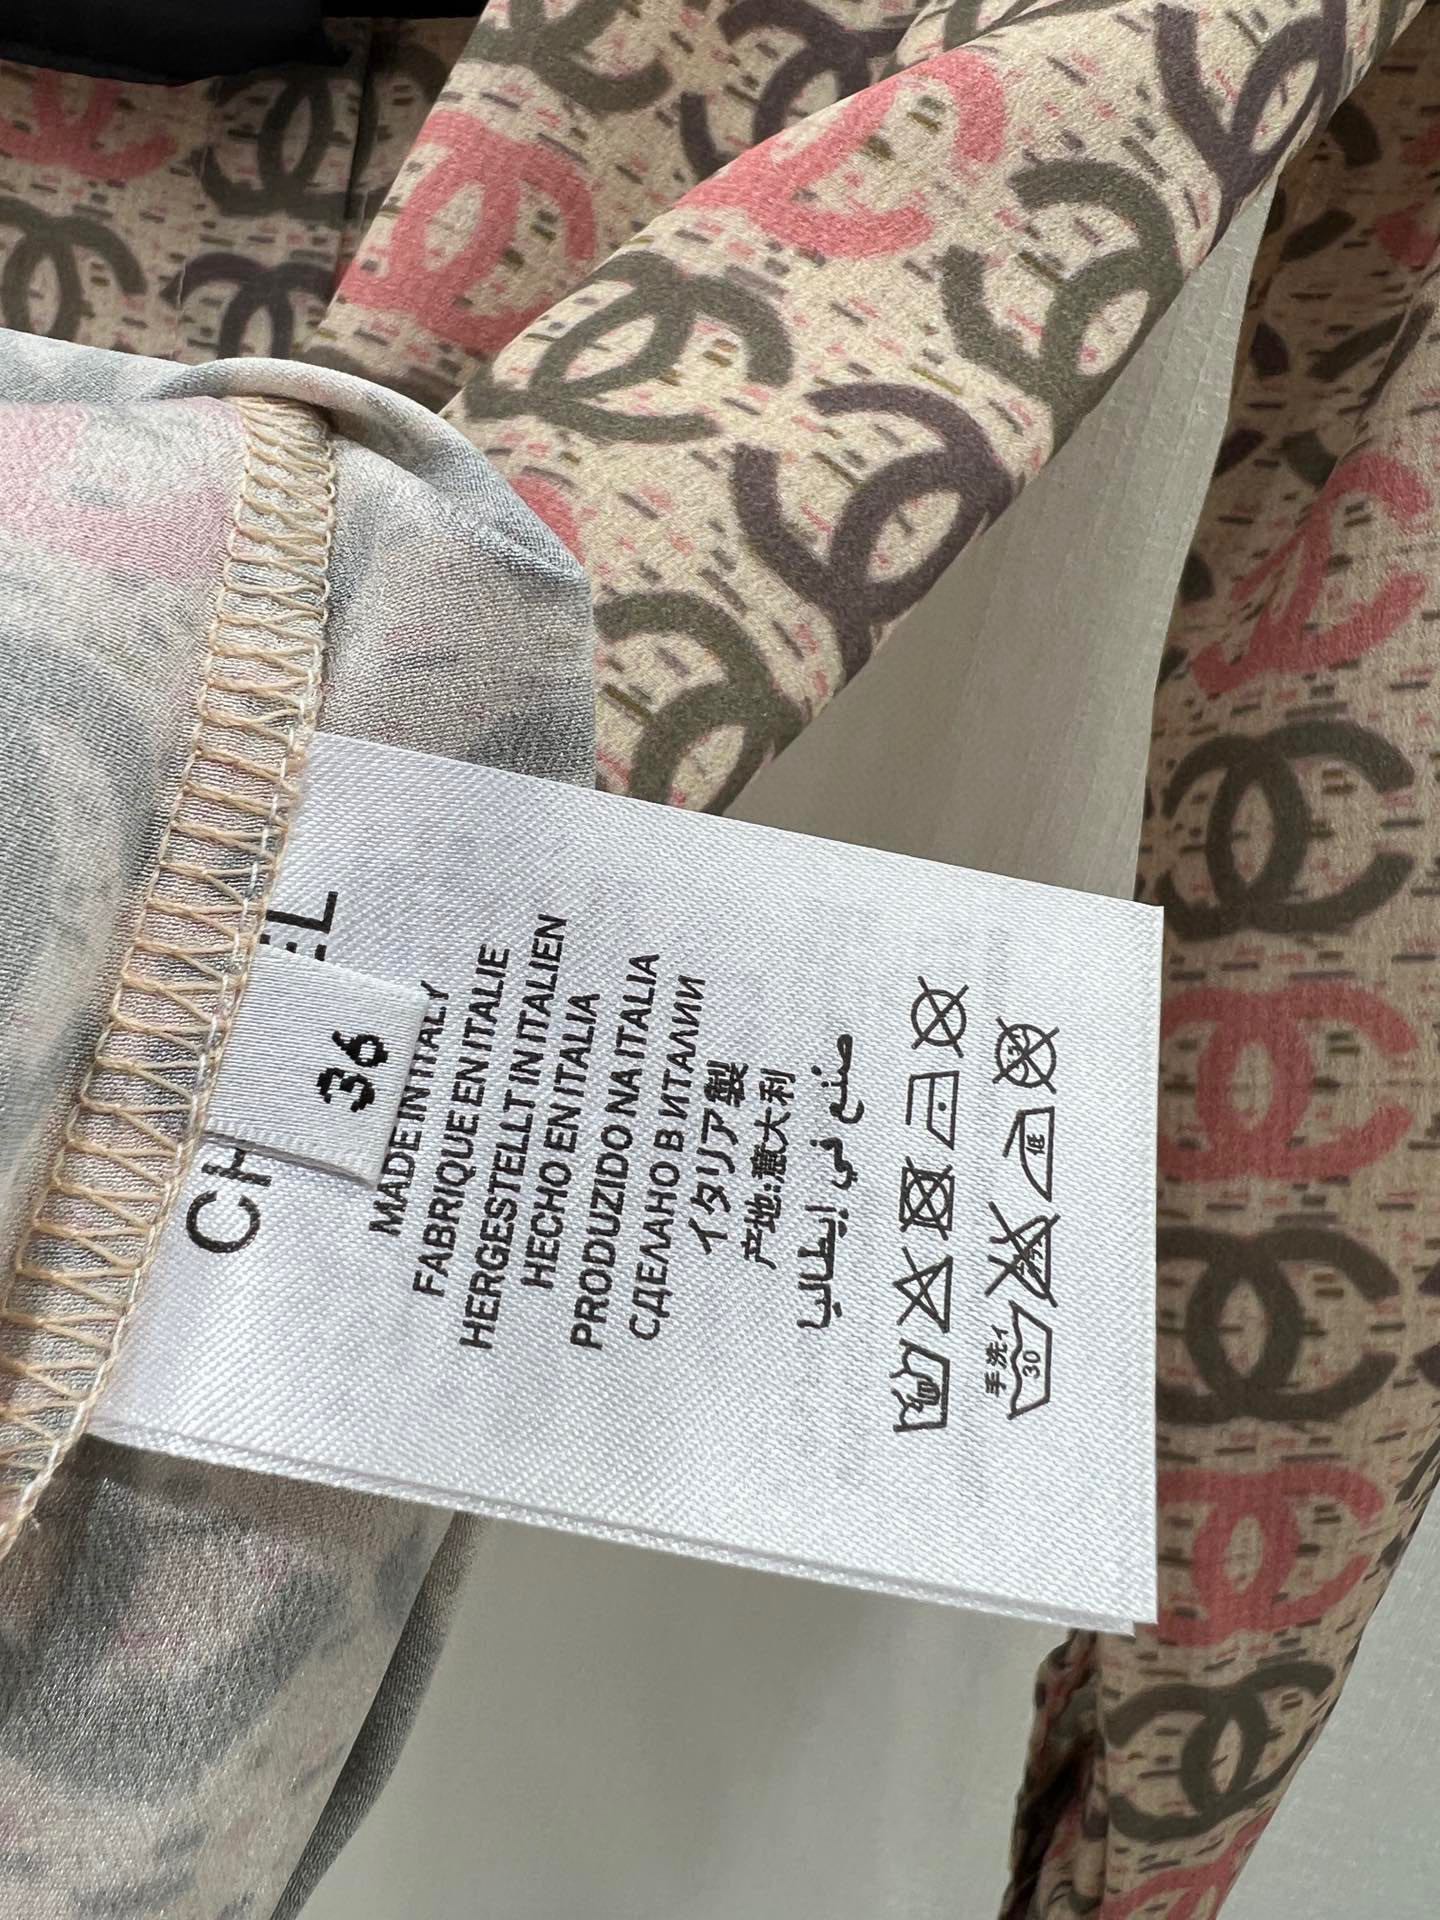 CH EL
36
MADE IN ITALY
FABRIQUE EN ITALIE
HERGESTELLT IN ITALIEN
HECHO EN ITALIA
PRODUZIDO NA ITALIA
СДЕЛАНО В ИТАЛИИ
イタリア製
产地:意大利
صنع في إيطاليا
低
手洗イ
30